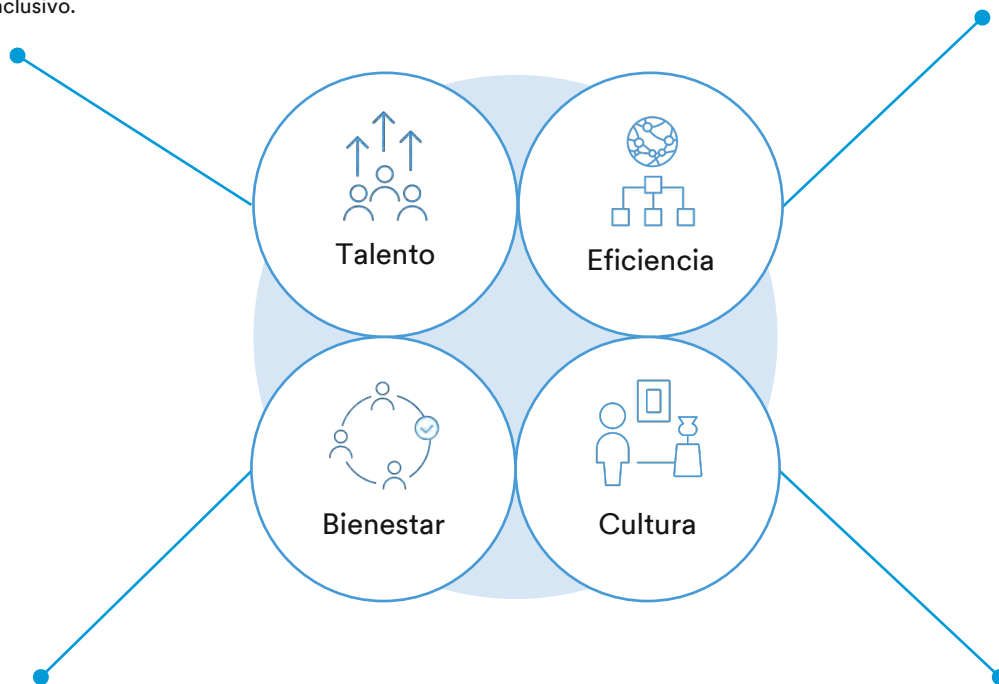 nclusivo.
Talento
Eficiencia
Bienestar
Cultura